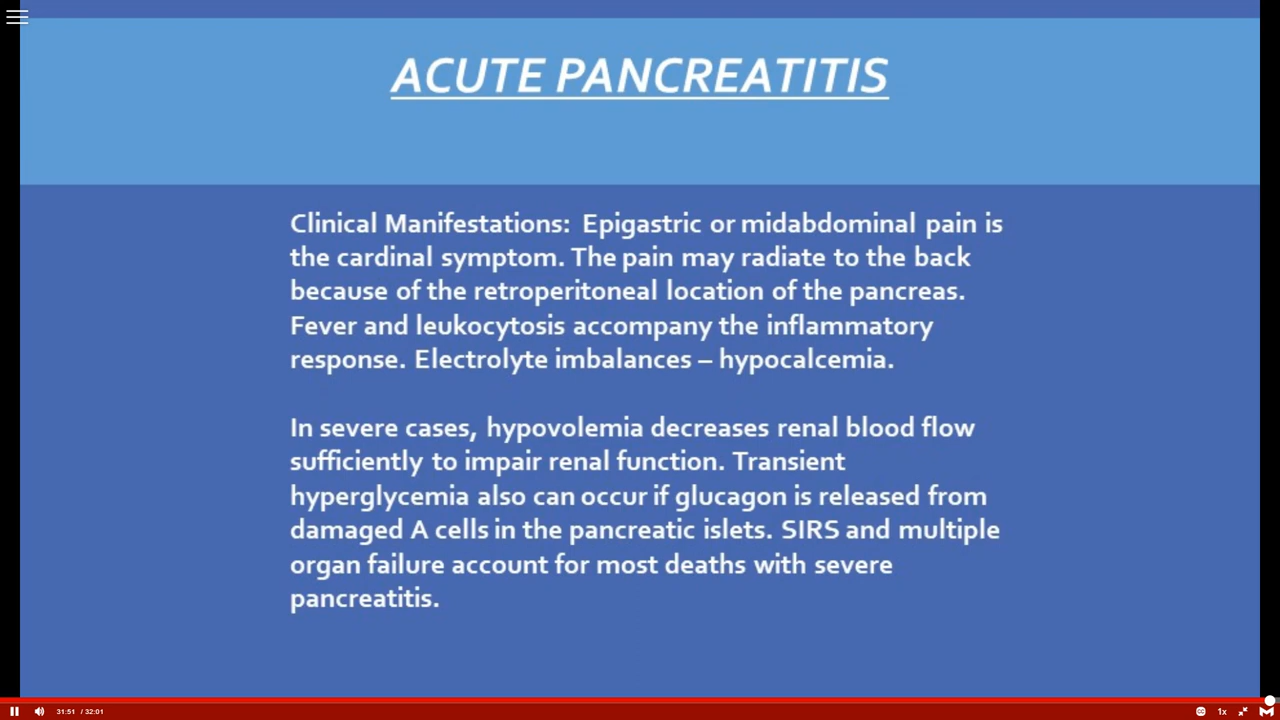 ACUTE PANCREATITIS
Clinical Manifestations: Epigastric or midabdominal pain is
the cardinal symptom. The pain may radiate to the back
because of the retroperitoneal location of the pancreas.
Fever and leukocytosis accompany the inflammatory
response. Electrolyte imbalances – hypocalcemia.
In severe cases, hypovolemia decreases renal blood flow
sufficiently to impair renal function. Transient
hyperglycemia also can occur if glucagon is released from
damaged A cells in the pancreatic islets. SIRS and multiple
organ failure account for most deaths with severe
pancreatitis.
31:51 / 32:01 1x